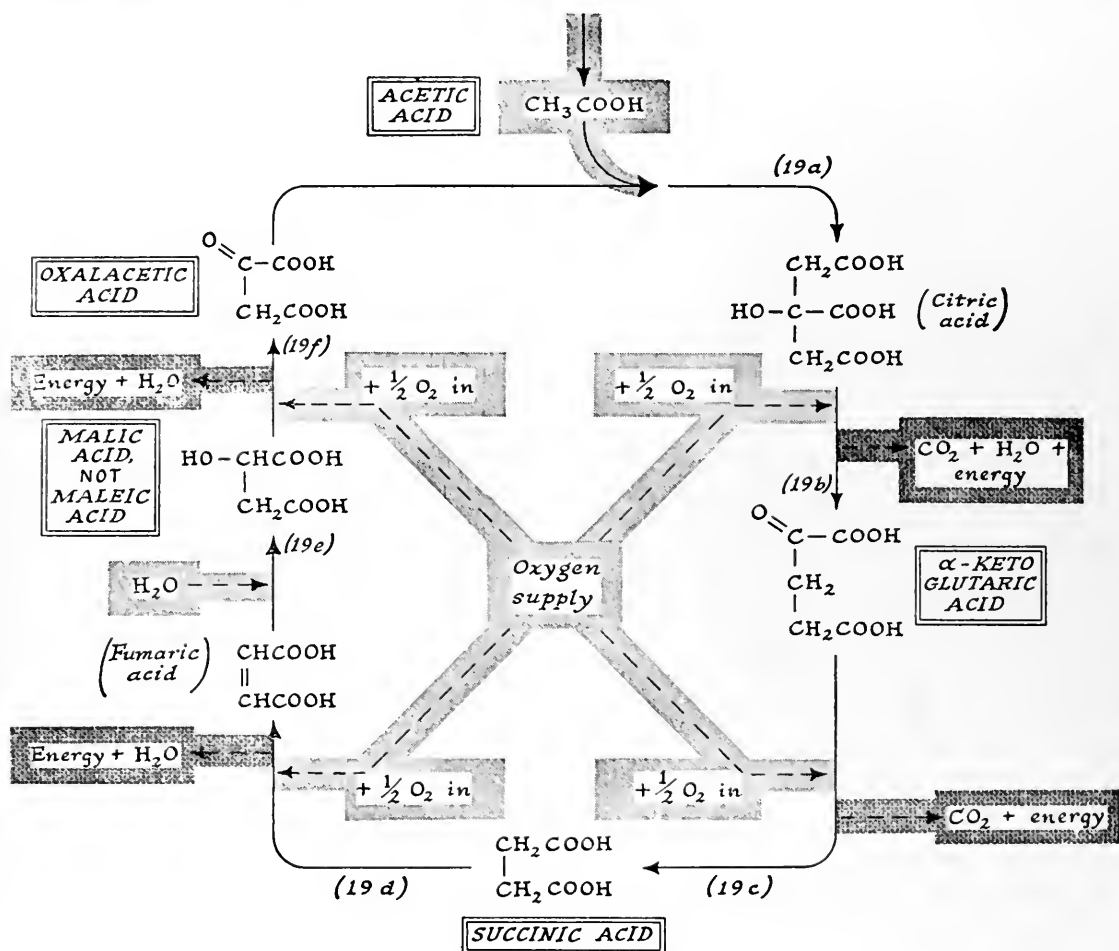 ACETIC
ACID
CH₃COOH
(19a)
O
C–COOH
CH₂COOH
OXALACETIC
ACID
CH₂COOH
HO–C–COOH
CH₂COOH
(Citric
acid)
(19f)
Energy + H₂O
+ ½ O₂ in
+ ½ O₂ in
CO₂ + H₂O +
energy
MALIC
ACID,
NOT
MALEIC
ACID
HO–CHCOOH
CH₂COOH
(19b)
O
C–COOH
CH₂
CH₂COOH
α-KETO
GLUTARIC
ACID
(19e)
H₂O
Oxygen
supply
(Fumaric
acid)
CHCOOH
CHCOOH
Energy + H₂O
+ ½ O₂ in
+ ½ O₂ in
CO₂ + energy
CH₂COOH
CH₂COOH
(19d)
(19c)
SUCCINIC ACID